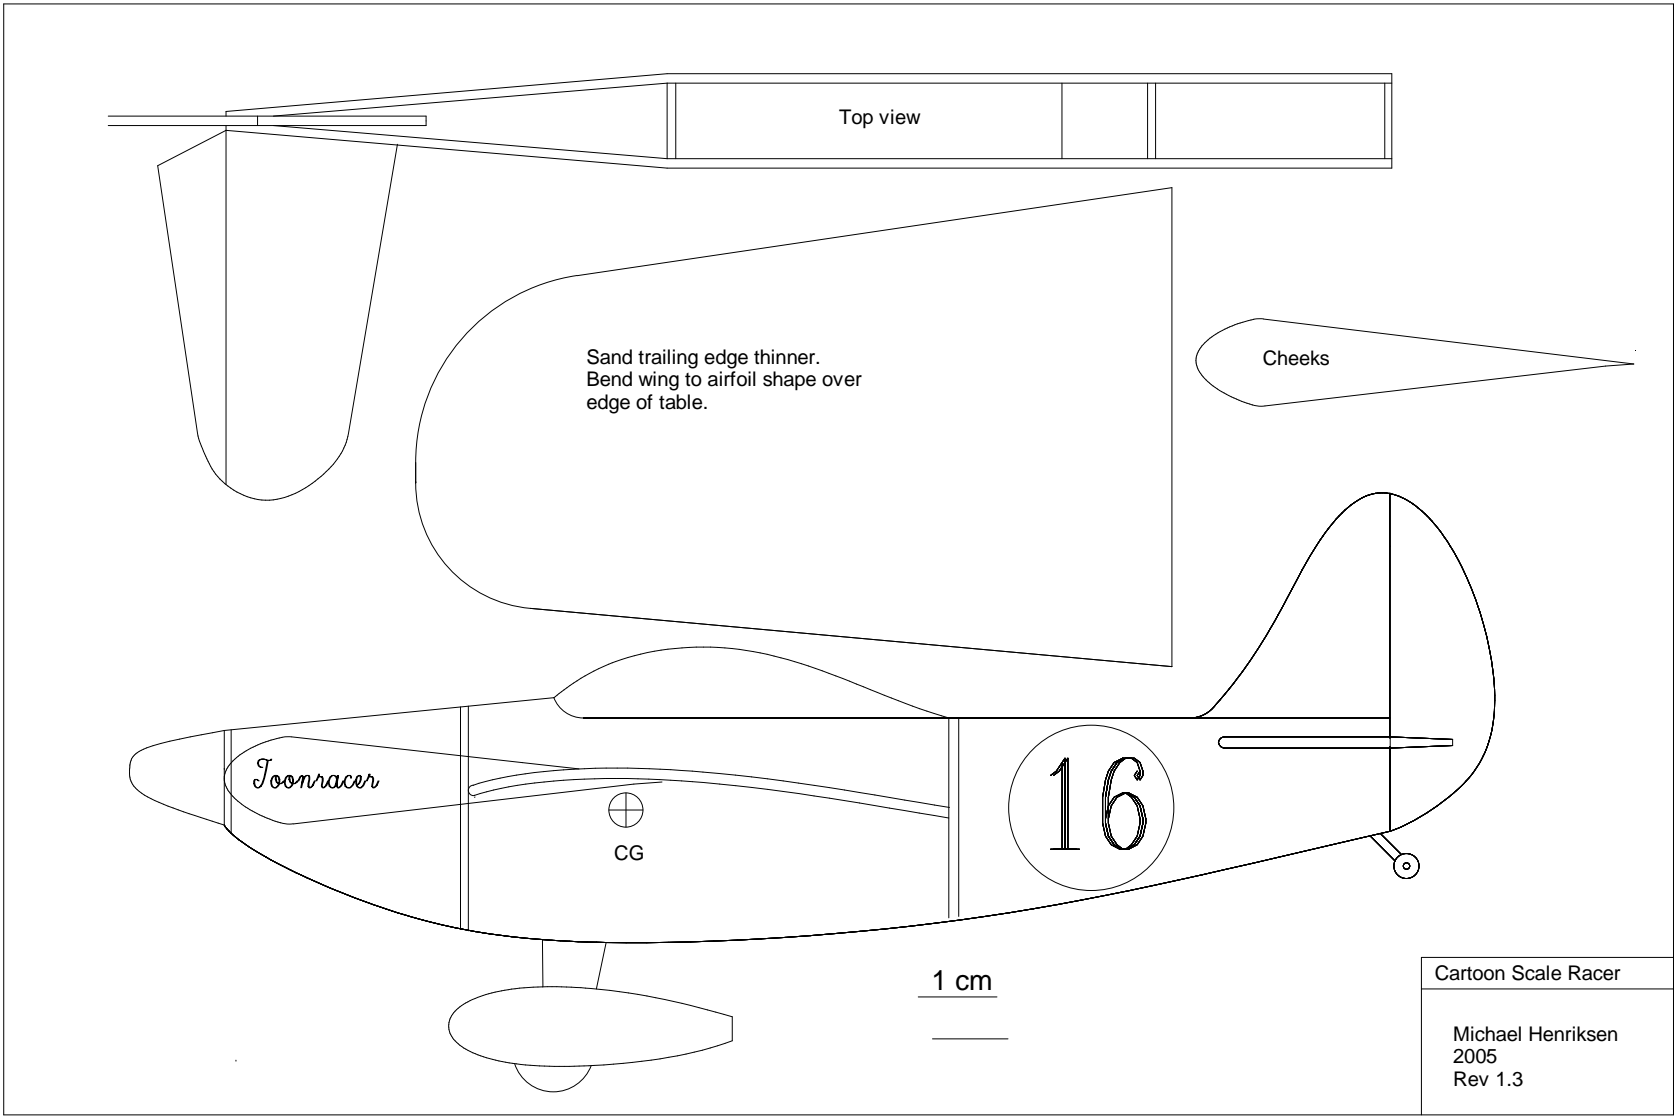 Top view
Sand trailing edge thinner.
Bend wing to airfoil shape over
edge of table.
Cheeks
Toonracer
16
CG
1 cm
Cartoon Scale Racer
Michael Henriksen
2005
Rev 1.3